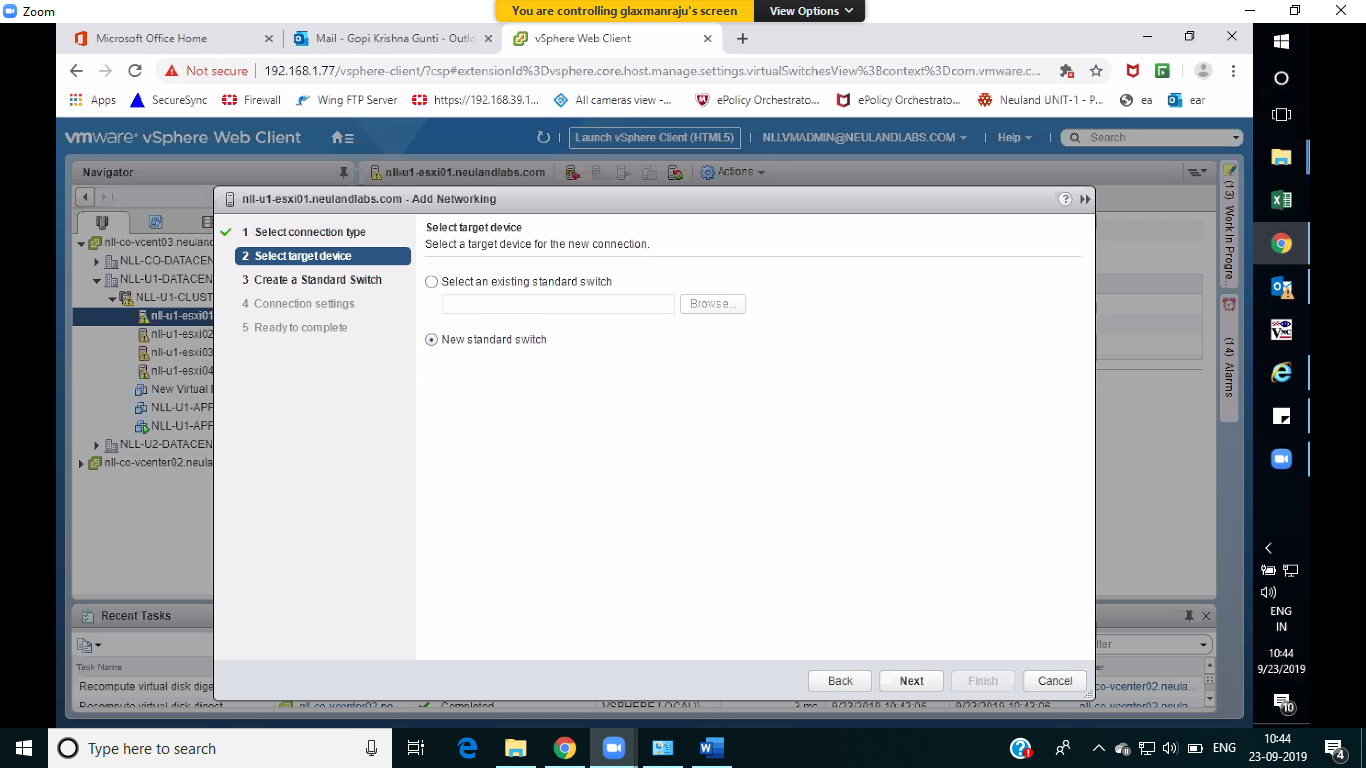 Zoom
You are controlling glaxmanraju's screen
View Options
Microsoft Office Home
Mail - Gopi Krishna Gunti - Outlo
vSphere Web Client
Not secure
192.168.1.77/vsphere-client/?csp#extensionId%3Dvsphere.core.host.manage.settings.virtualSwitchesView%3Bcontext%3Dcom.vmware.c...
Apps
SecureSync
Firewall
Wing FTP Server
https://192.168.39.1...
All cameras view -...
ePolicy Orchestrato...
ePolicy Orchestrato...
Neuland UNIT-1 - P...
ea
ear
vmware® vSphere Web Client
Launch vSphere Client (HTML5)
NLLVMADMIN@NEULANDLABS.COM
Help
Search
Navigator
nll-u1-esxi01.neulandlabs.com
Actions
nll-u1-esxi01.neulandlabs.com - Add Networking
nll-co-vcent03.neuland
NLL-CO-DATACEN
NLL-U1-DATACEN
NLL-U1-CLUST
nll-u1-esxi01
nll-u1-esxi02
nll-u1-esxi03
nll-u1-esxi04
New Virtual
NLL-U1-APP
NLL-U1-APP
NLL-U2-DATACEN
nll-co-vcenter02.neula
1 Select connection type
2 Select target device
3 Create a Standard Switch
4 Connection settings
5 Ready to complete
Select target device
Select a target device for the new connection.
Select an existing standard switch
Browse...
New standard switch
Back
Next
Finish
Cancel
(13) Work In Progre...
(14) Alarms
Recent Tasks
Task Name
Recompute virtual disk digest
co-vcenter02.neula...
Recompute virtual disk digest
nll-co-vcenter02.ne...
Completed
VSPHERE.LOCAL\\
3 ms
9/23/2019 10:43:06
9/23/2019 10:43:06
co-vcenter02.neula...
ENG
IN
10:44
9/23/2019
10
Type here to search
ENG
10:44
23-09-2019
4